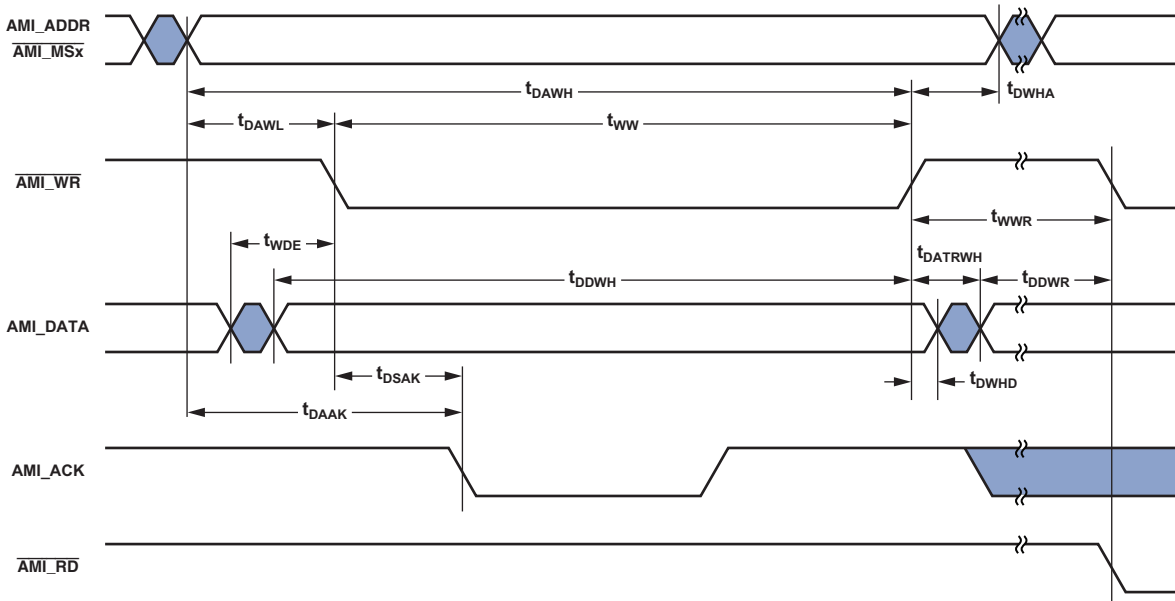 AMI_ADDR
AMI_MSx
tDAWH
tDWHA
tDAWL
tWW
AMI_WR
tWWR
tWDE
tDATRWH
tDDWH
tDDWR
AMI_DATA
tDSAK
tDWHD
tDAAK
AMI_ACK
AMI_RD